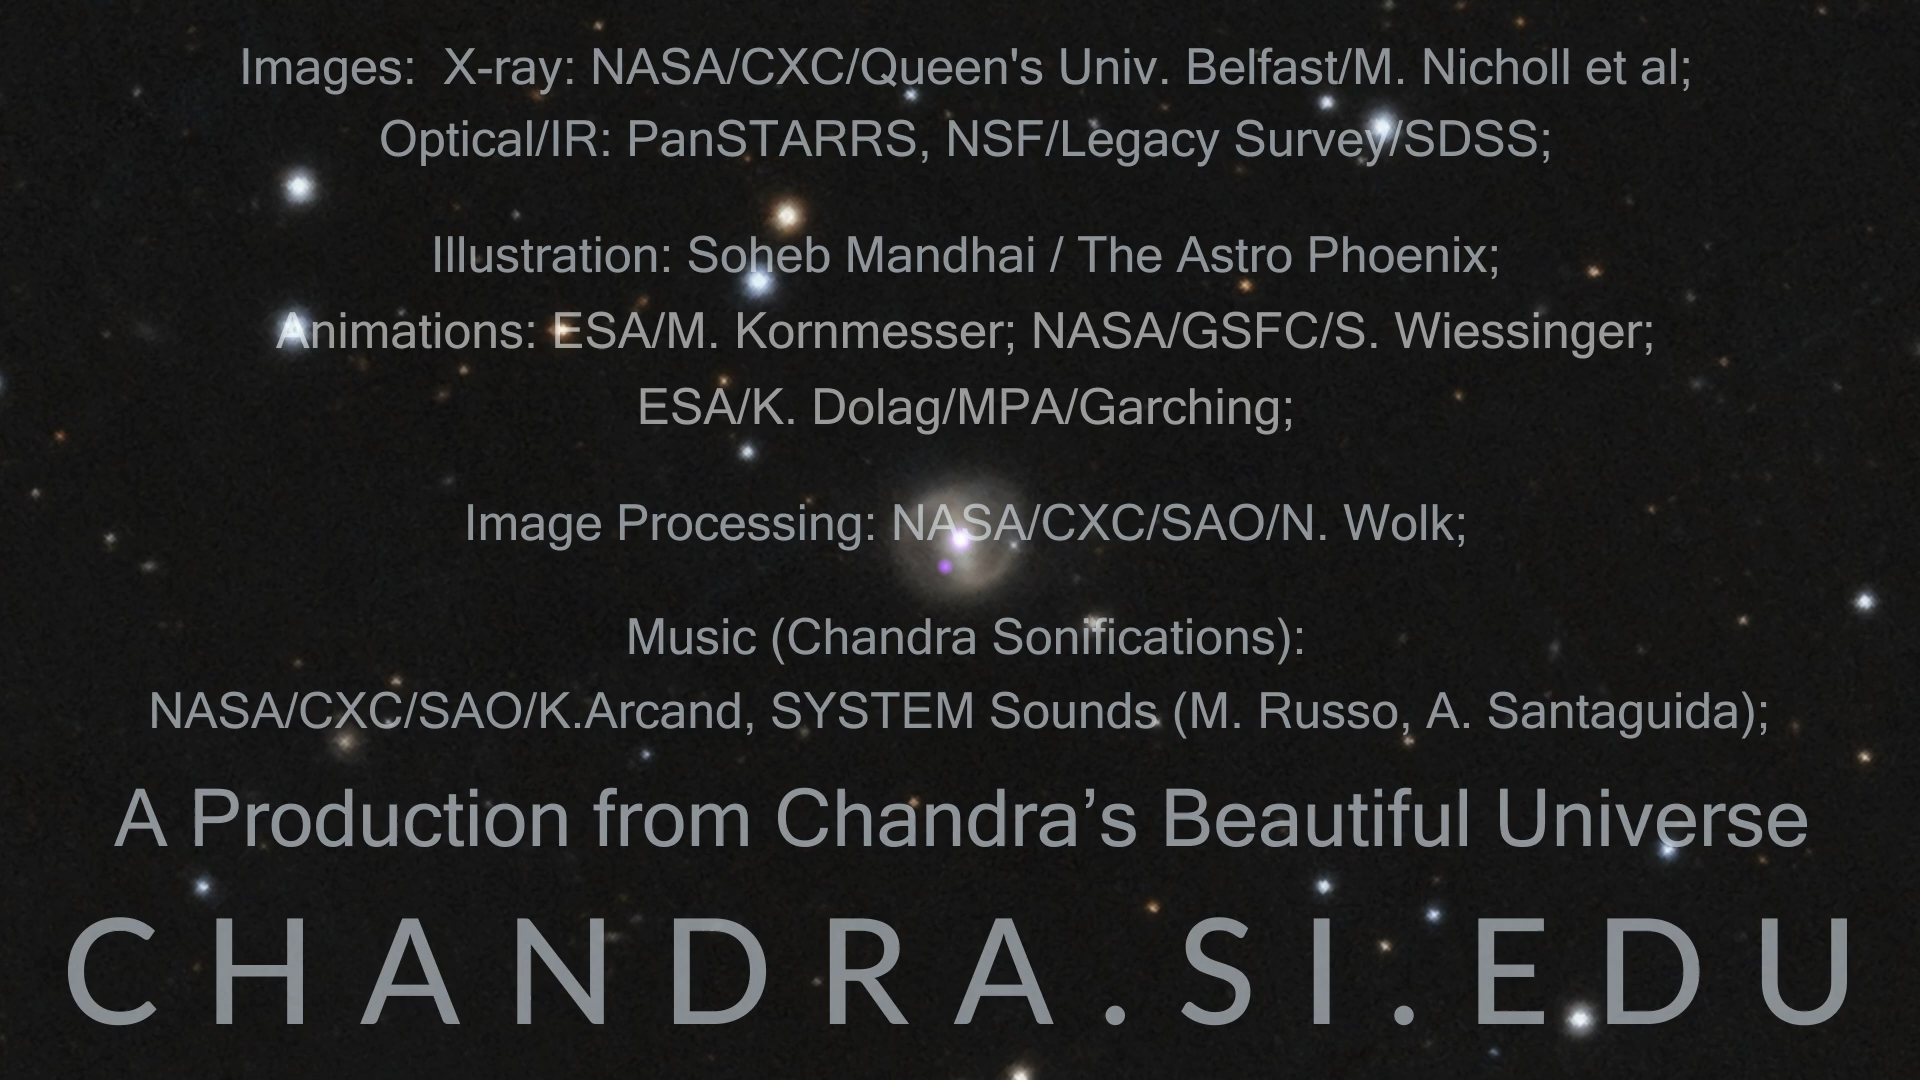 Images:  X-ray: NASA/CXC/Queen's Univ. Belfast/M. Nicholl et al;
Optical/IR: PanSTARRS, NSF/Legacy Survey/SDSS;
Illustration: Soheb Mandhai / The Astro Phoenix;
Animations: ESA/M. Kornmesser; NASA/GSFC/S. Wiessinger;
ESA/K. Dolag/MPA/Garching;
Image Processing: NASA/CXC/SAO/N. Wolk;
Music (Chandra Sonifications):
NASA/CXC/SAO/K.Arcand, SYSTEM Sounds (M. Russo, A. Santaguida);
A Production from Chandra’s Beautiful Universe
CHANDRA.SI.EDU